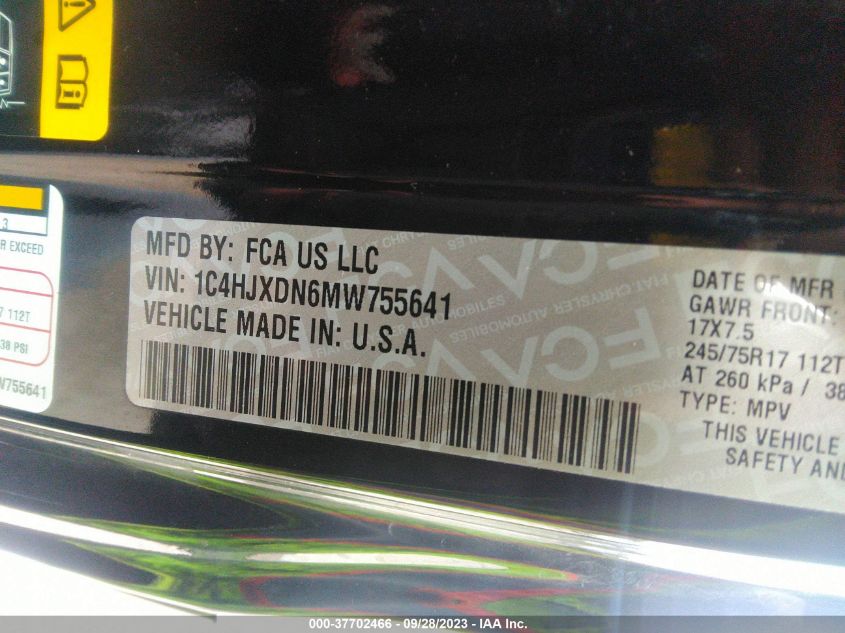 3
R EXCEED
7 112T
38 PSI
W755641
MFD BY: FCA US LLC
VIN: 1C4HJXDN6MW755641
VEHICLE MADE IN: U.S.A.
DATE OF MFR
GAWR FRONT:
17X7.5
245/75R17 112T
AT 260 kPa / 38
TYPE: MPV
THIS VEHICLE
SAFETY AND
000-37702466 - 09/28/2023 - IAA Inc.